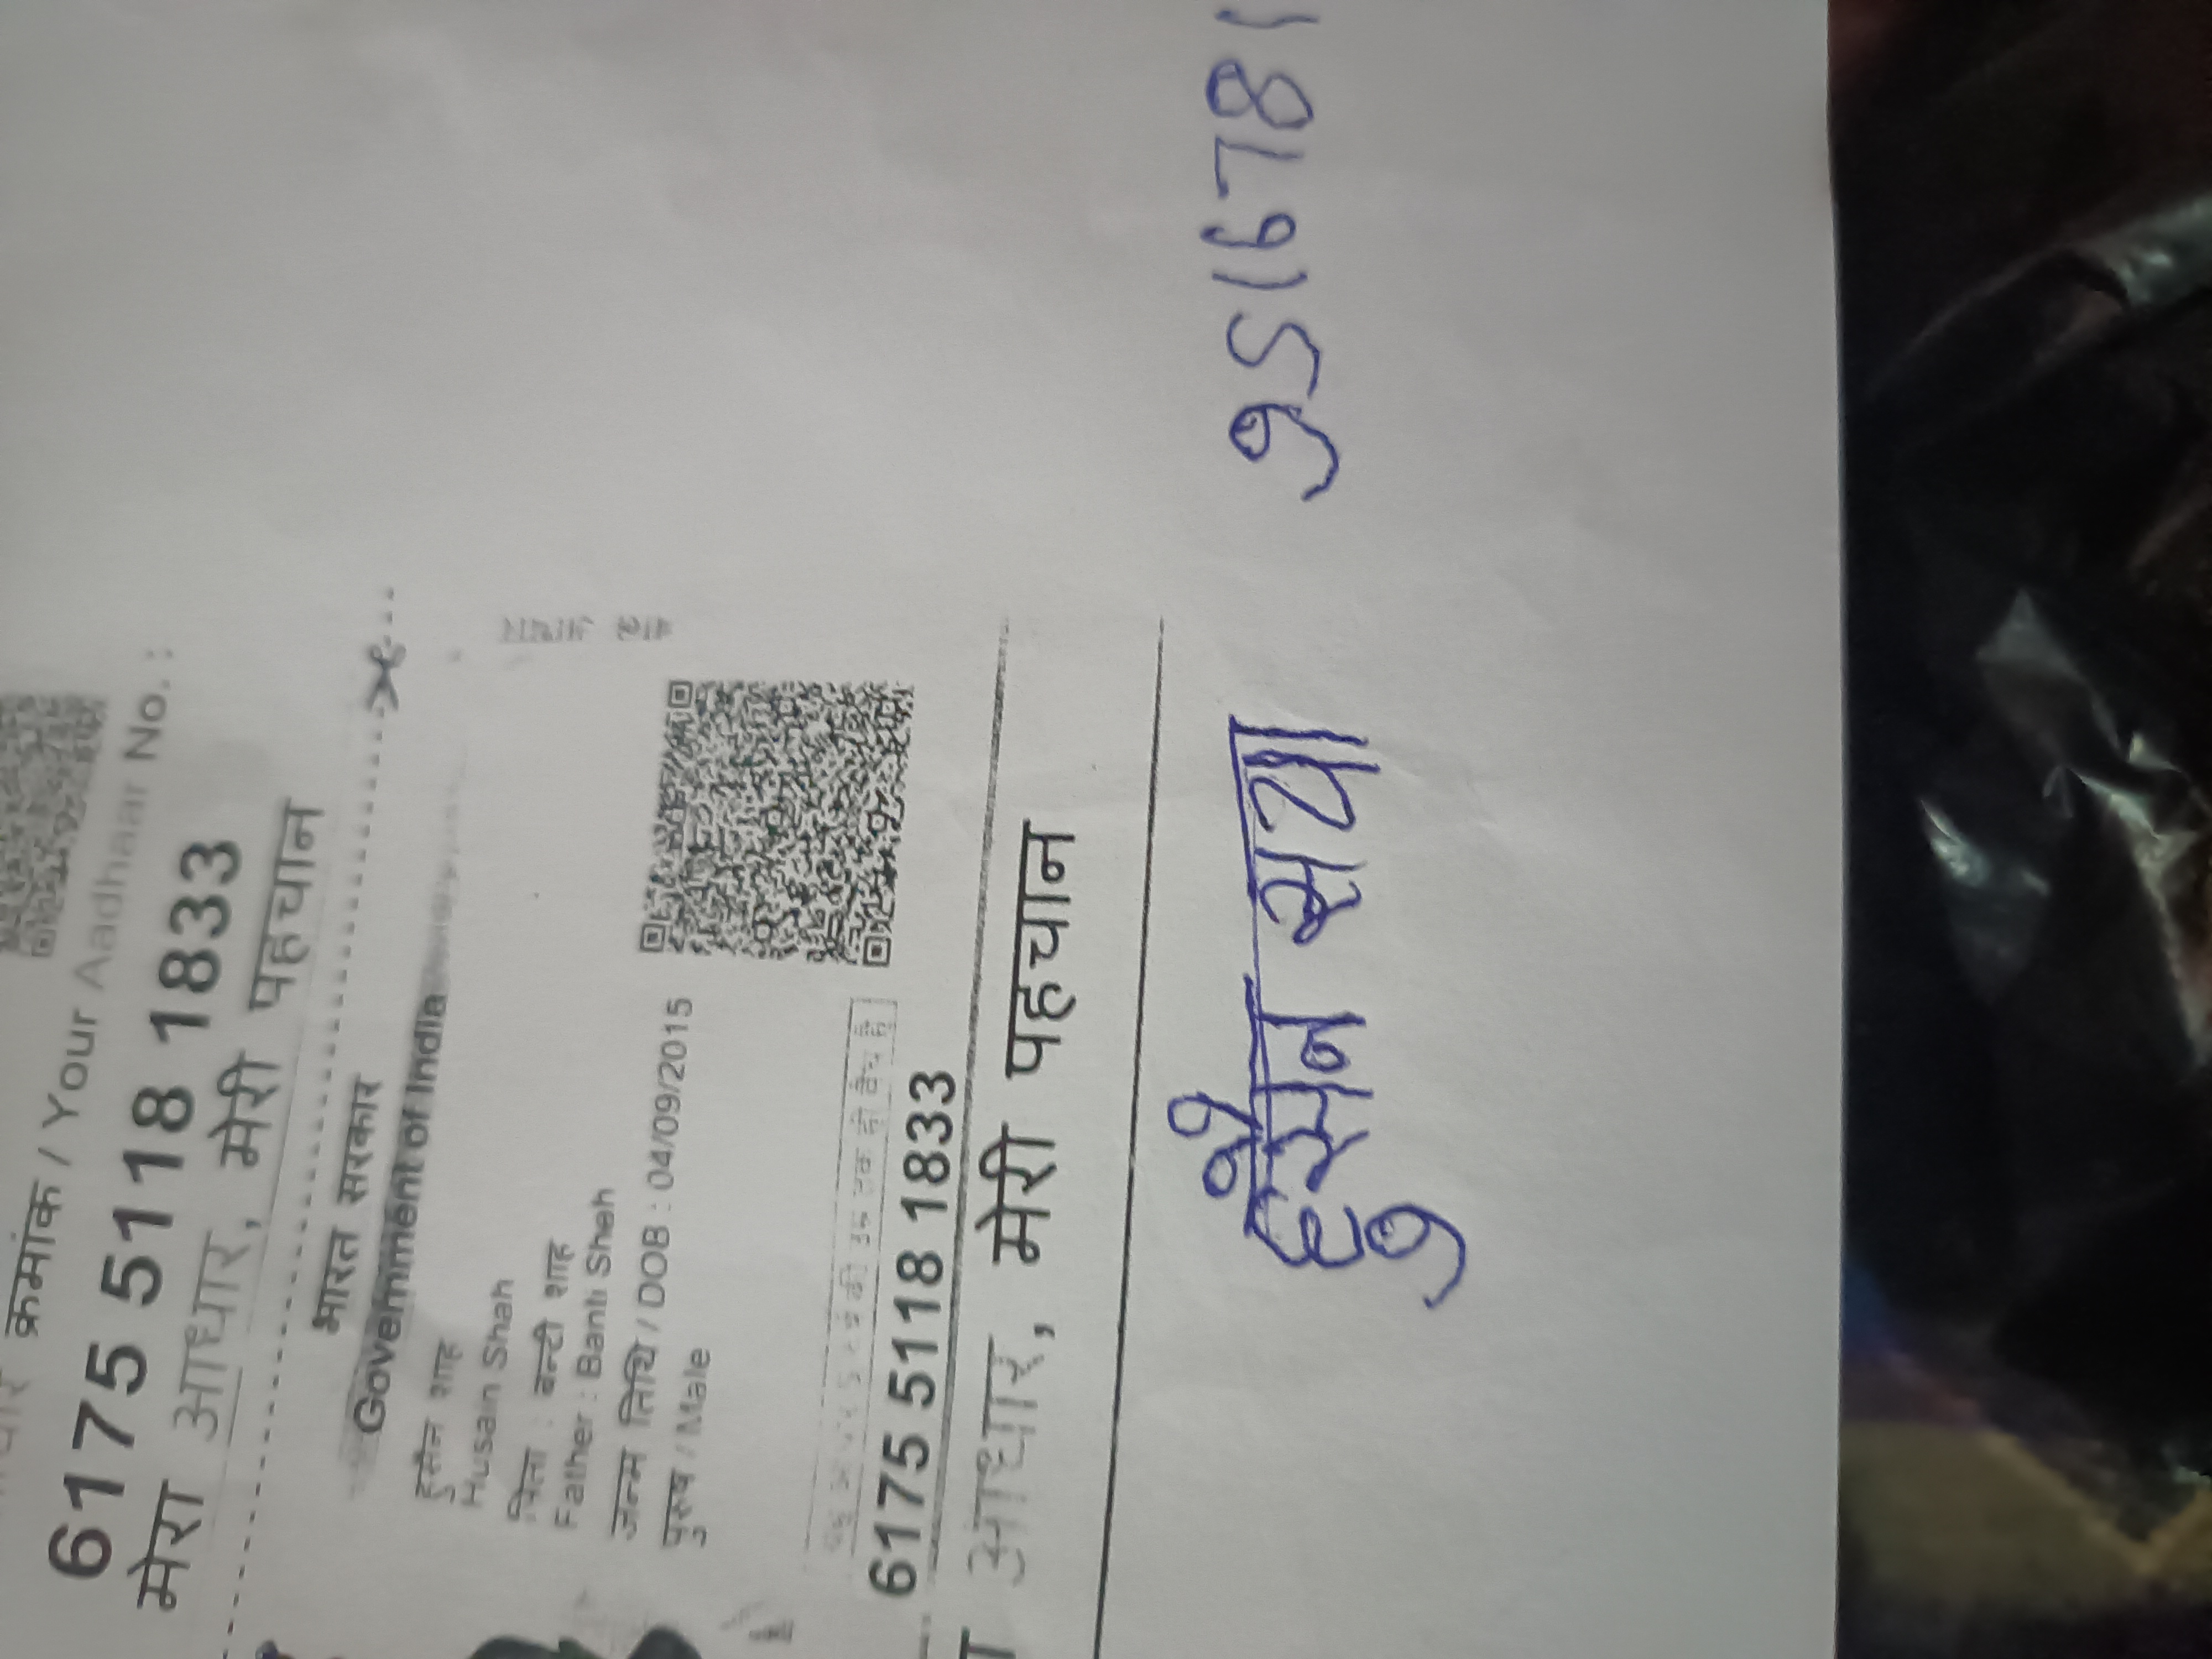 क्रमांक / Your Aadhaar No. :
6175 5118 1833
मेरा आधार, मेरी पहचान
भारत सरकार
Government of India
हुसैन शाह
Husain Shah
पिता : बन्टी शाह
Father : Banti Shah
जन्म तिथि / DOB : 04/09/2015
पुरुष / Male
6175 5118 1833
आधार, मेरी पहचान
हुसैन 9516781